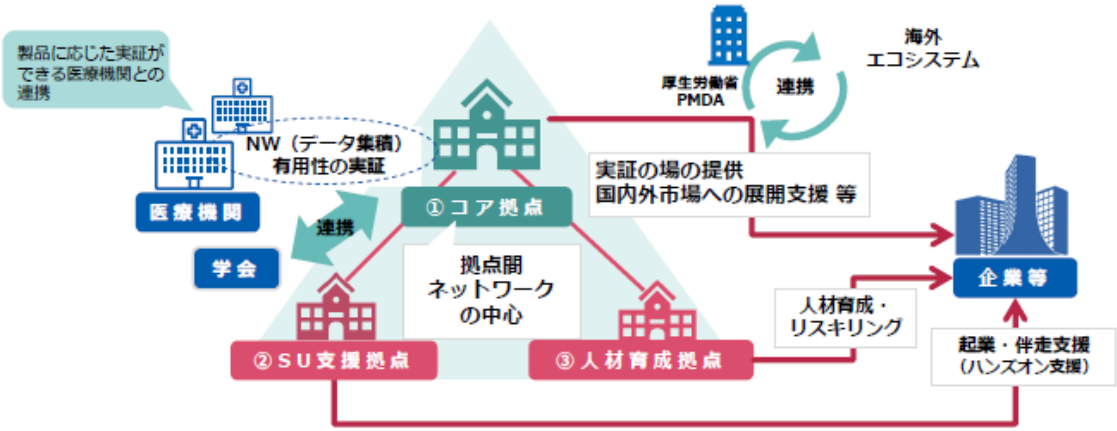 製品に応じた実証が
できる医療機関との
連携
NW（データ集積）
有用性の実証
医療機関
連携
学会
①コア拠点
拠点間
ネットワーク
の中心
②SU支援拠点
③人材育成拠点
厚生労働省
PMDA
連携
海外
エコシステム
実証の場の提供
国内外市場への展開支援 等
企業等
人材育成・
リスキリング
起業・伴走支援
（ハンズオン支援）